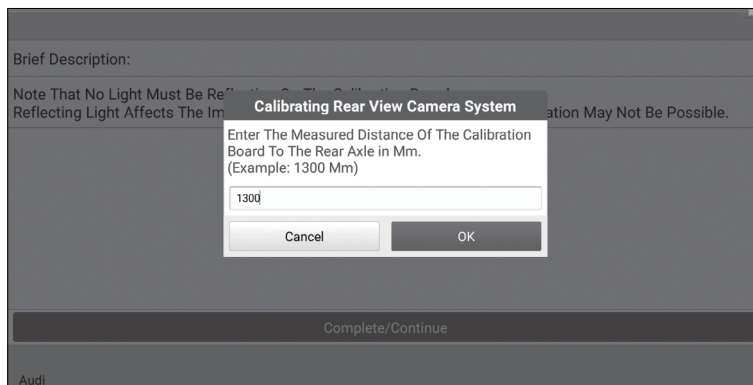 Brief Description:
Note That No Light Must Be Re
Reflecting Light Affects The Im
ation May Not Be Possible.
Calibrating Rear View Camera System
Enter The Measured Distance Of The Calibration
Board To The Rear Axle in Mm.
(Example: 1300 Mm)
1300
Cancel
OK
Complete/Continue
Audi